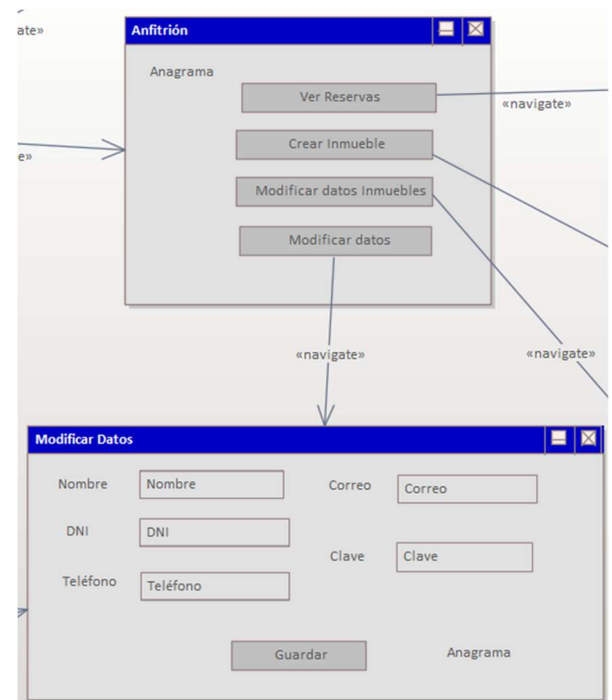 ate»
Anfitrión
Anagrama
Ver Reservas
«navigate»
Crear Inmueble
e»
Modificar datos Inmuebles
Modificar datos
«navigate»
«navigate»
Modificar Datos
Nombre
Nombre
Correo
Correo
DNI
DNI
Clave
Clave
Teléfono
Teléfono
Guardar
Anagrama